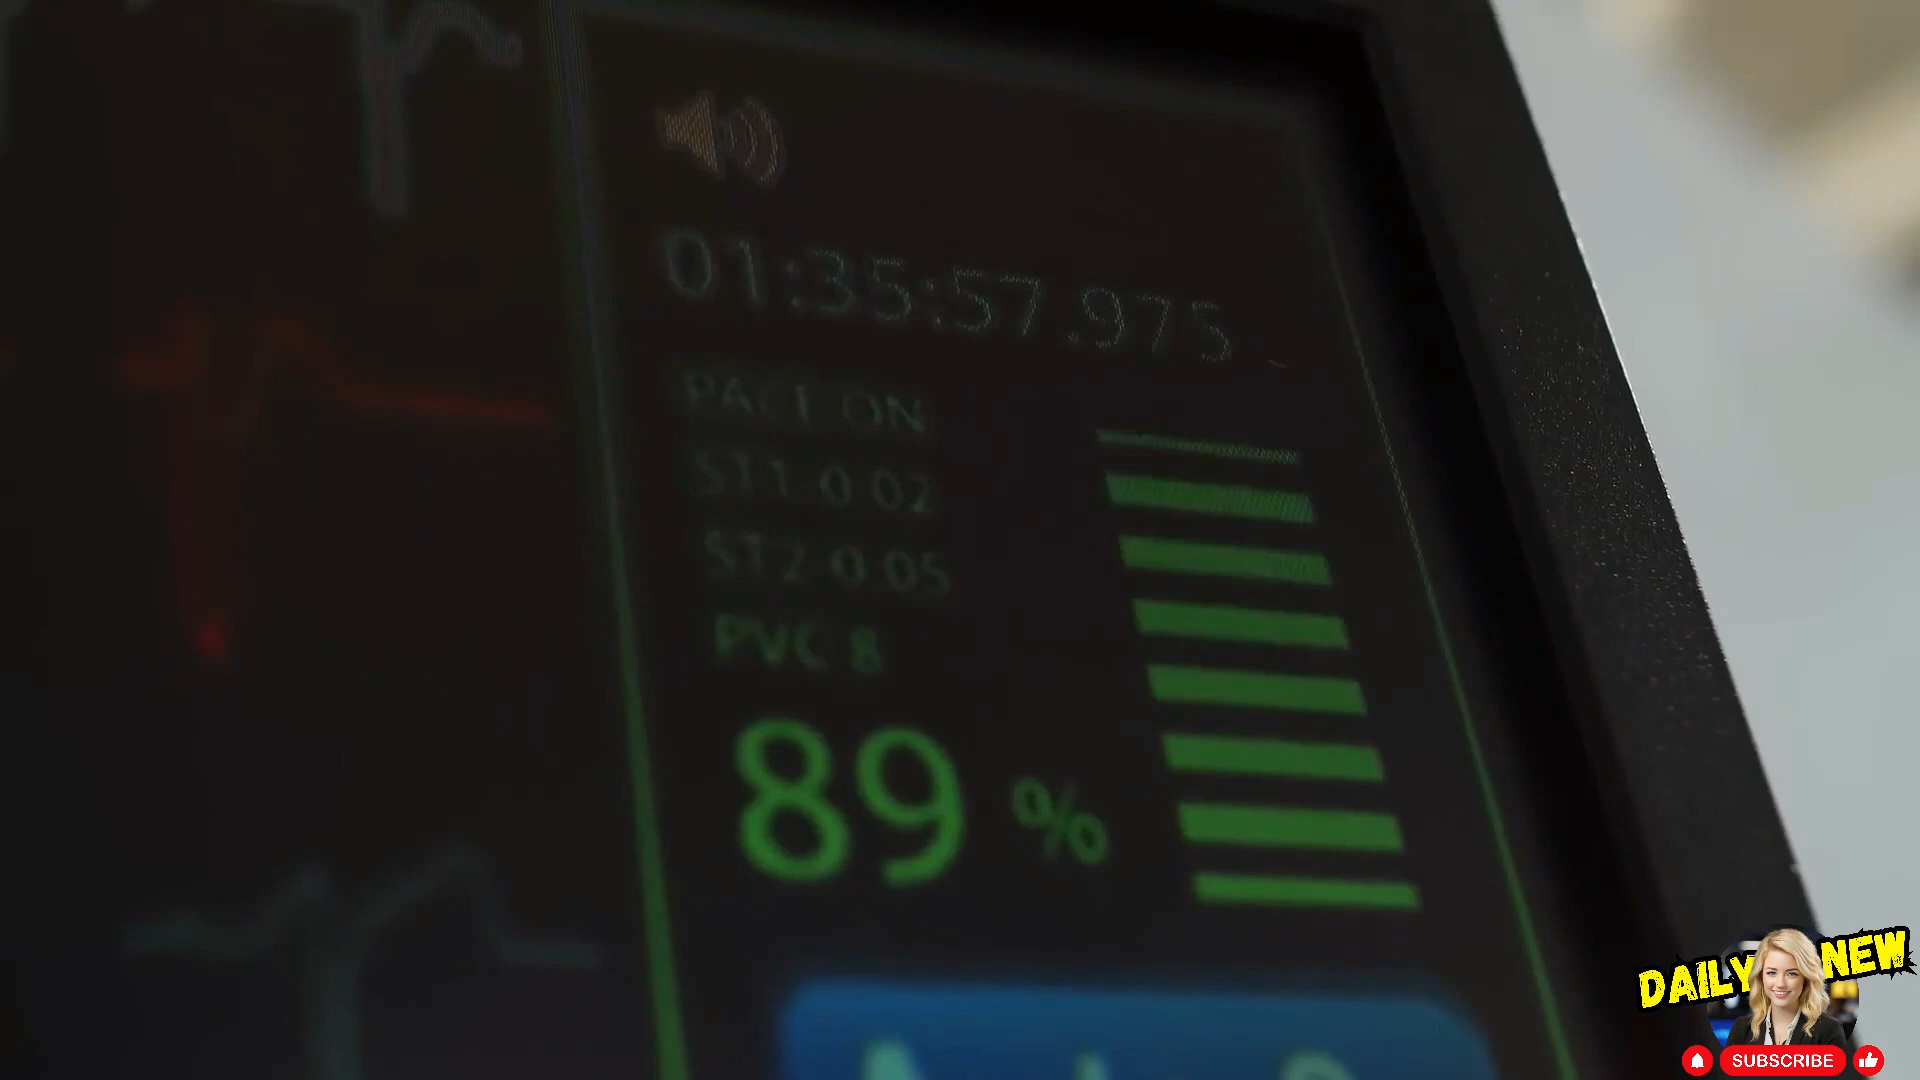 01:35:57.975
PACE ON
ST1 0 02
ST2 0 05
PVC 8
89 %
DAILY NEW
SUBSCRIBE